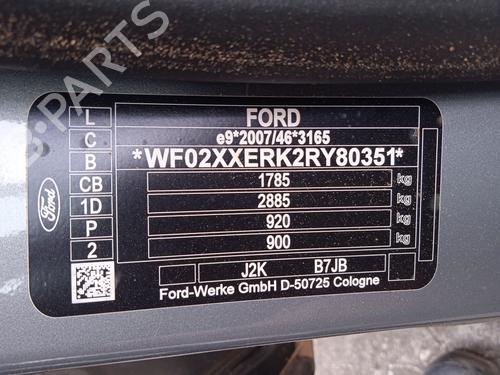 L FORD
C e9*2007/46*3165
B *WF02XXERK2RY80351*
CB 1785 kg
1D 2885 kg
P 920 kg
2 900 kg
Ford
J2K B7JB
Ford-Werke GmbH D-50725 Cologne
B-PARTS